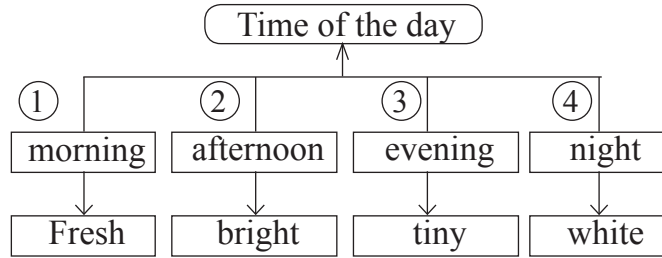 Time of the day
1 2 3 4
morning afternoon evening night
Fresh bright tiny white